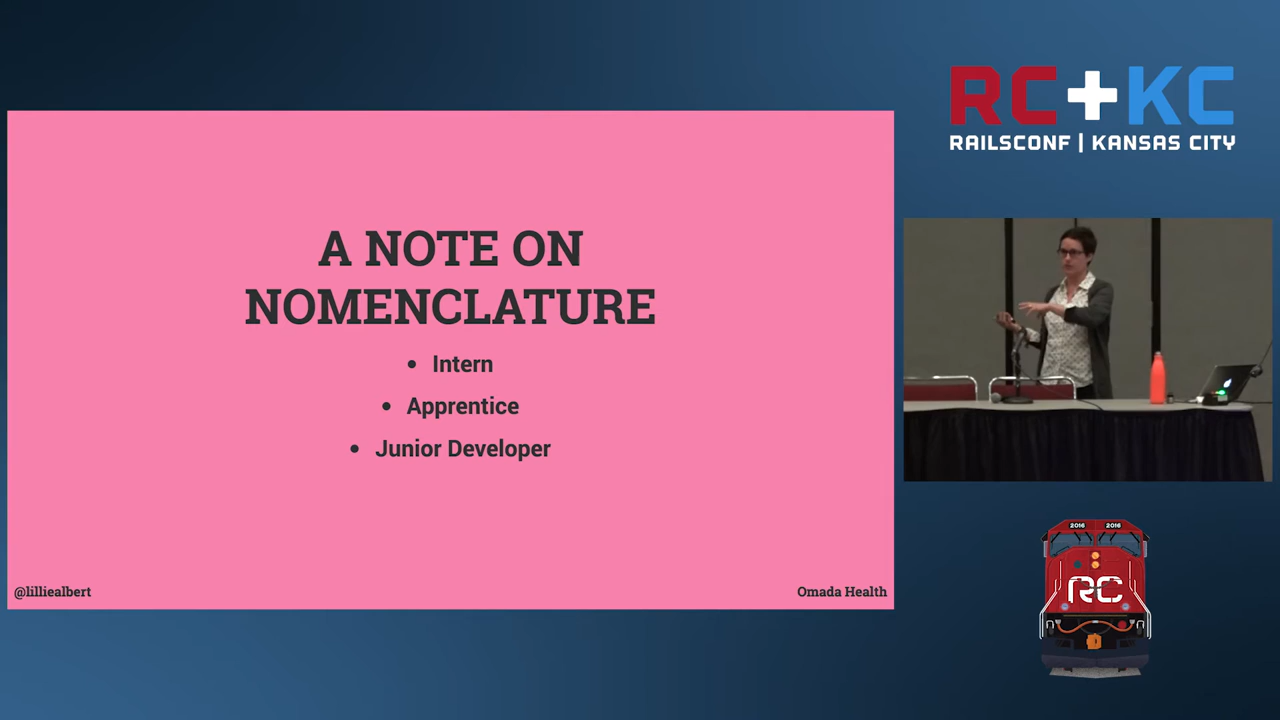 RC+KC
RAILSCONF | KANSAS CITY
A NOTE ON
NOMENCLATURE
• Intern
• Apprentice
• Junior Developer
@lilliealbert
Omada Health
2016
2016
RC